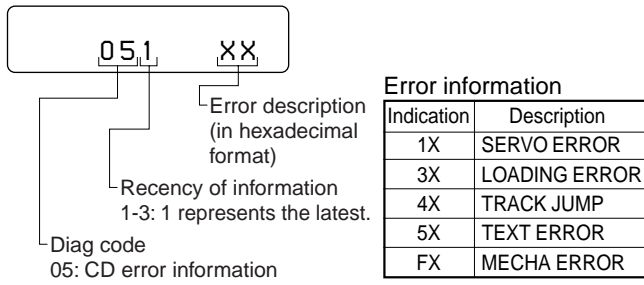 051 XX
Error description
(in hexadecimal
format)
Recency of information
1-3: 1 represents the latest.
Diag code
05: CD error information
Error information
Indication Description
1X SERVO ERROR
3X LOADING ERROR
4X TRACK JUMP
5X TEXT ERROR
FX MECHA ERROR